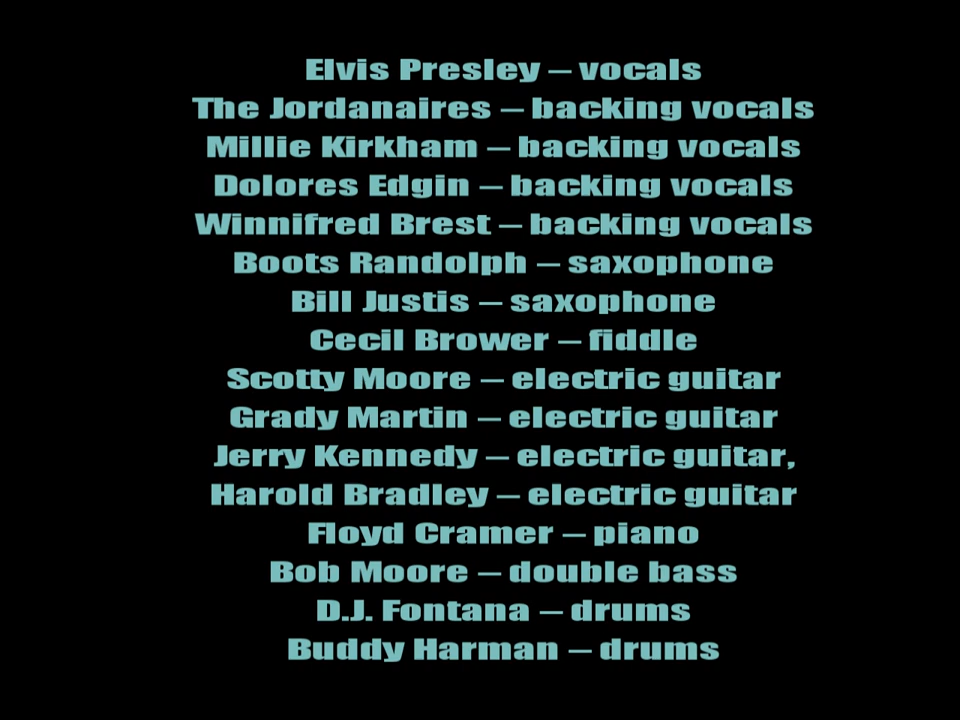 Elvis Presley – vocals
The Jordanaires – backing vocals
Millie Kirkham – backing vocals
Dolores Edgin – backing vocals
Winnifred Brest – backing vocals
Boots Randolph – saxophone
Bill Justis – saxophone
Cecil Brower – fiddle
Scotty Moore – electric guitar
Grady Martin – electric guitar
Jerry Kennedy – electric guitar,
Harold Bradley – electric guitar
Floyd Cramer – piano
Bob Moore – double bass
D.J. Fontana – drums
Buddy Harman – drums